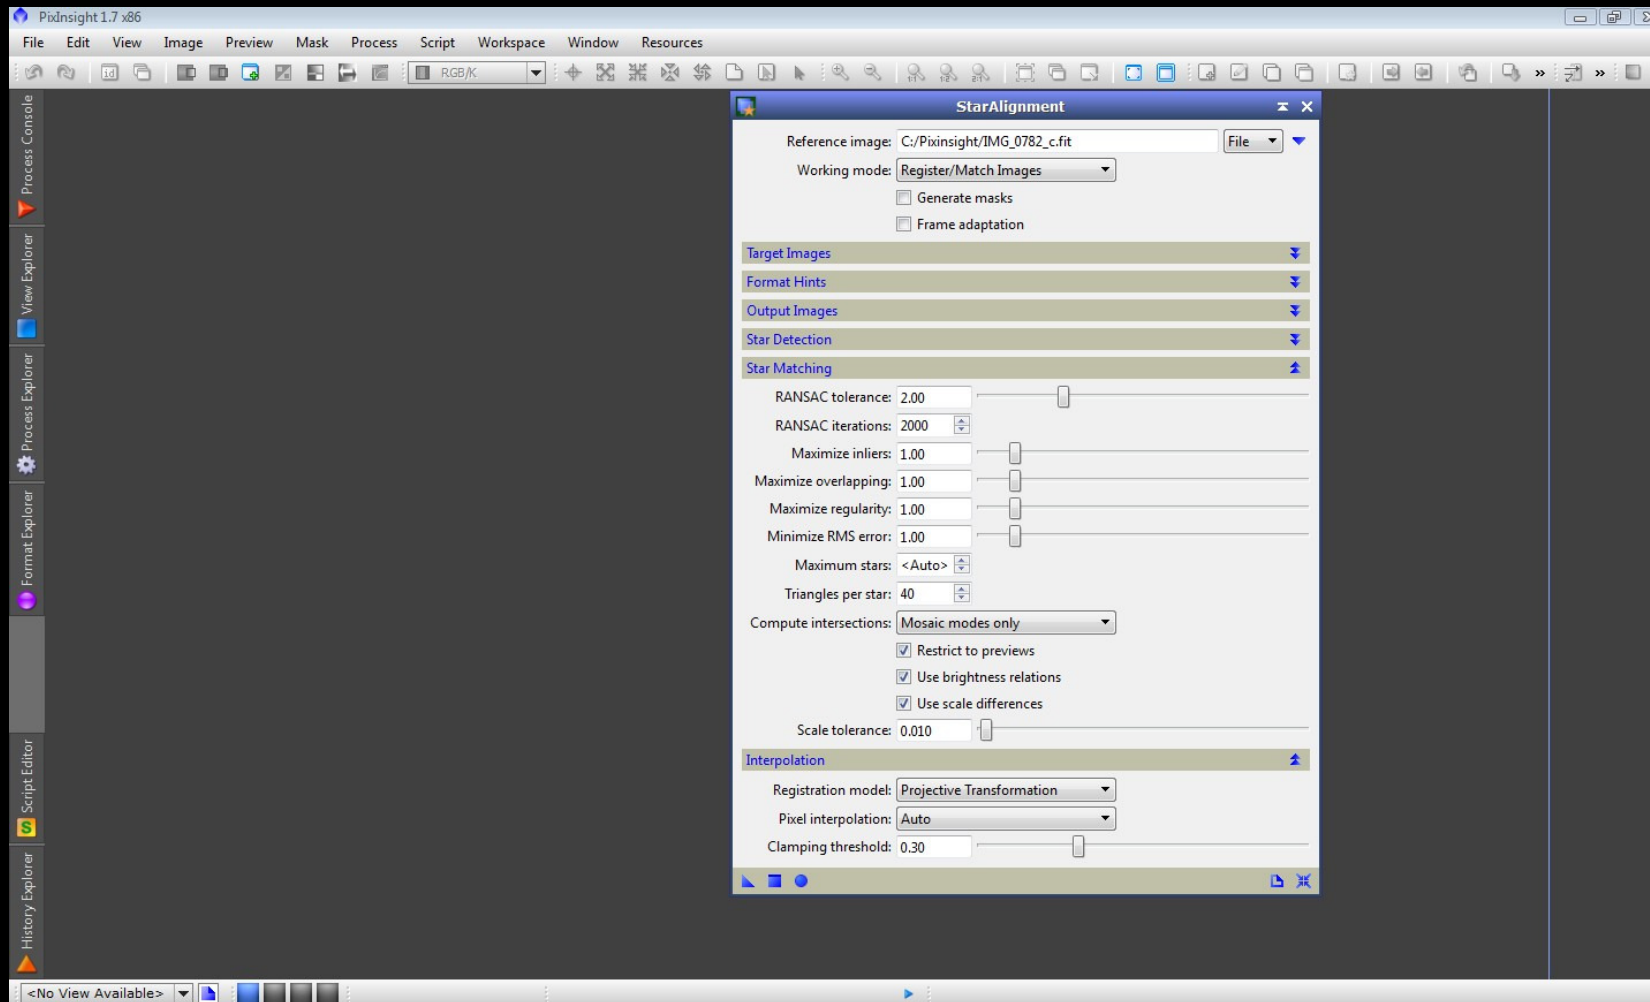 PixInsight 1.7 x86
File Edit View Image Preview Mask Process Script Workspace Window Resources
id RGB/K 1:1
Process Console
View Explorer
Process Explorer
Format Explorer
Script Editor
S
History Explorer
StarAlignment
Reference image: C:/Pixinsight/IMG_0782_c.fit File
Working mode: Register/Match Images
Generate masks
Frame adaptation
Target Images
Format Hints
Output Images
Star Detection
Star Matching
RANSAC tolerance: 2.00
RANSAC iterations: 2000
Maximize inliers: 1.00
Maximize overlapping: 1.00
Maximize regularity: 1.00
Minimize RMS error: 1.00
Maximum stars: <Auto>
Triangles per star: 40
Compute intersections: Mosaic modes only
Restrict to previews
Use brightness relations
Use scale differences
Scale tolerance: 0.010
Interpolation
Registration model: Projective Transformation
Pixel interpolation: Auto
Clamping threshold: 0.30
<No View Available>